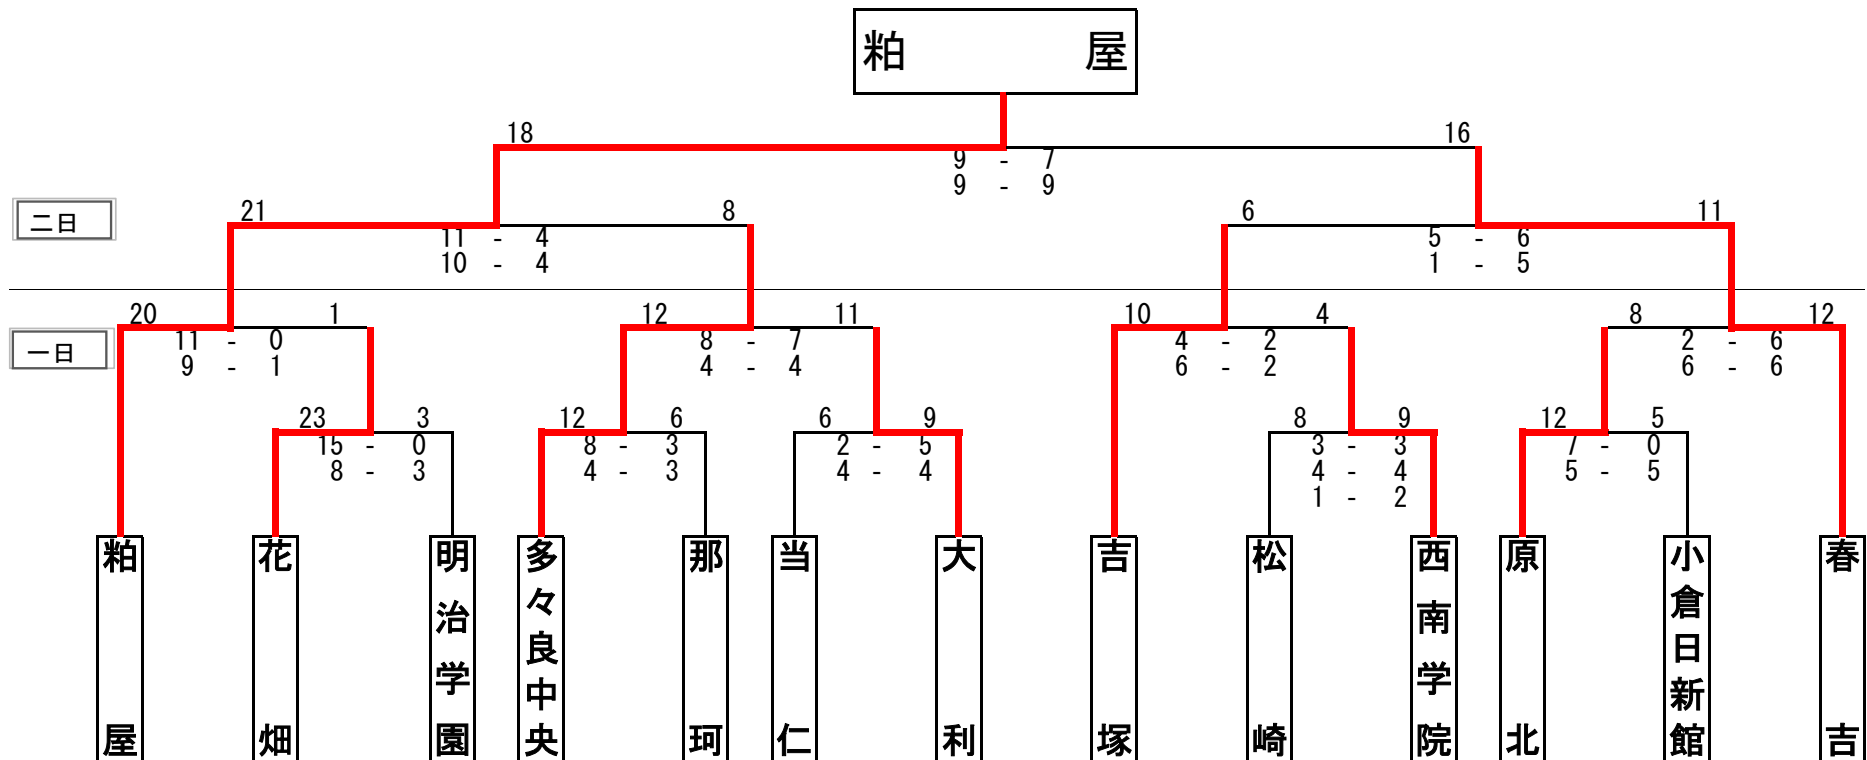 粕 屋
18 16
9 - 7
9 - 9
二日
21 8 6 11
11 - 4 5 - 6
10 - 4 1 - 5
一日
20 1 12 11 10 4 8 12
11 - 0 8 - 7 4 - 2 2 - 6
9 - 1 4 - 4 6 - 2 6 - 6
23 3 12 6 6 9 8 9 12 5
15 - 0 8 - 3 2 - 5 3 - 3 7 - 0
8 - 3 4 - 3 4 - 4 4 - 4 5 - 5
1 - 2
粕屋
花畑
明治学園
多々良中央
那珂
当仁
大利
吉塚
松崎
西南学院
原北
小倉日新館
春吉